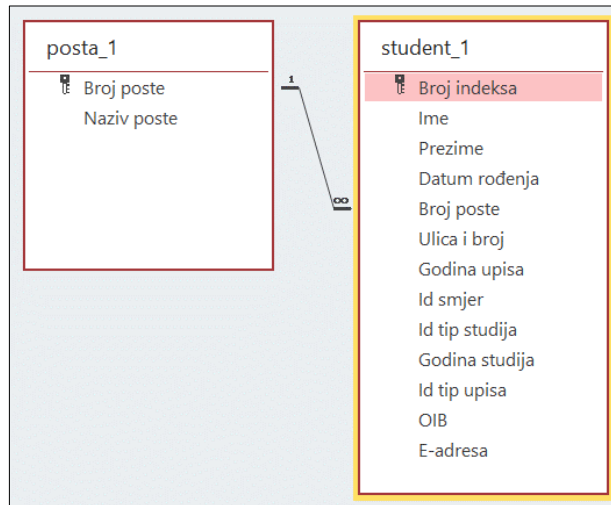 posta_1
Broj poste
Naziv poste
1
∞
student_1
Broj indeksa
Ime
Prezime
Datum rođenja
Broj poste
Ulica i broj
Godina upisa
Id smjer
Id tip studija
Godina studija
Id tip upisa
OIB
E-adresa